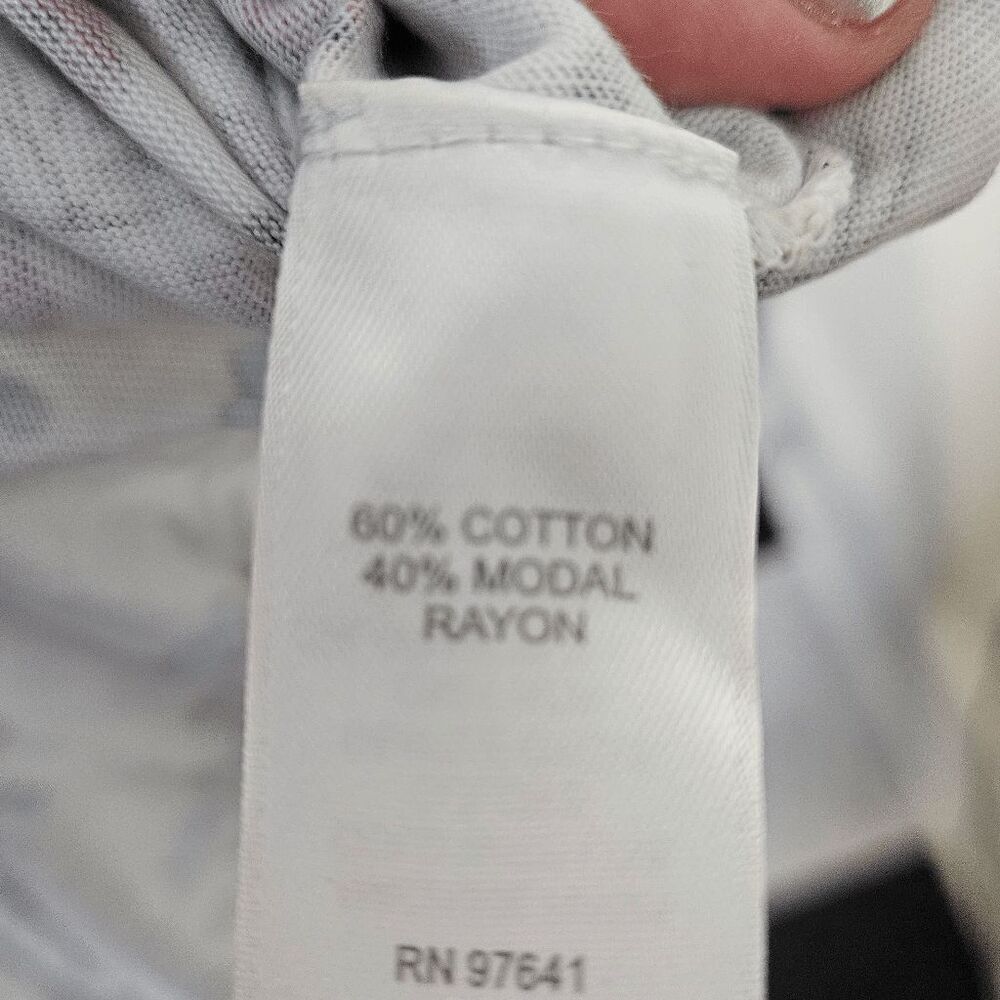 60% COTTON
40% MODAL
RAYON
RN 97641